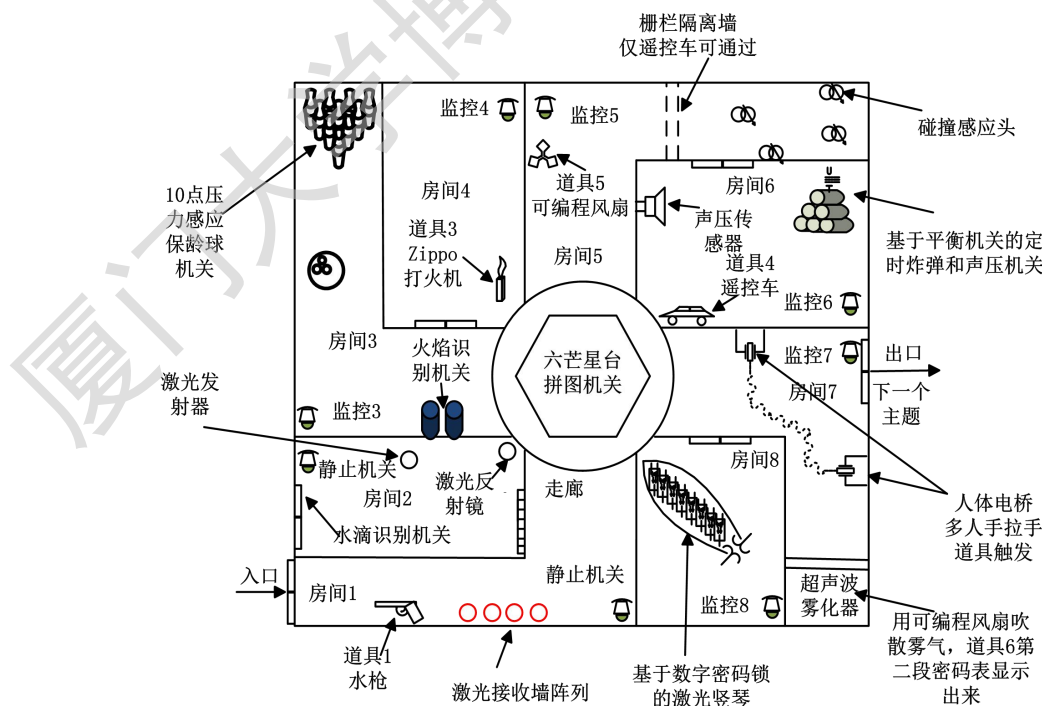 栅栏隔离墙
仅遥控车可通过
监控4
监控5
碰撞感应头
10点压
力感应
保龄球
机关
房间4
道具3
Zippo
打火机
道具5
可编程风扇
房间5
房间6
声压传
感器
道具4
遥控车
基于平衡机关的定
时炸弹和声压机关
监控6
房间3
火焰识
别机关
六芒星台
拼图机关
监控7
房间7
出口
下一个
主题
激光发
射器
监控3
静止机关
房间2
激光反
射镜
水滴识别机关
走廊
房间8
人体电桥
多人手拉手
道具触发
入口
房间1
静止机关
监控8
超声波
雾化器
道具1
水枪
激光接收墙阵列
基于数字密码锁
的激光竖琴
用可编程风扇吹
散雾气，道具6第
二段密码表显示
出来
厦门大学博